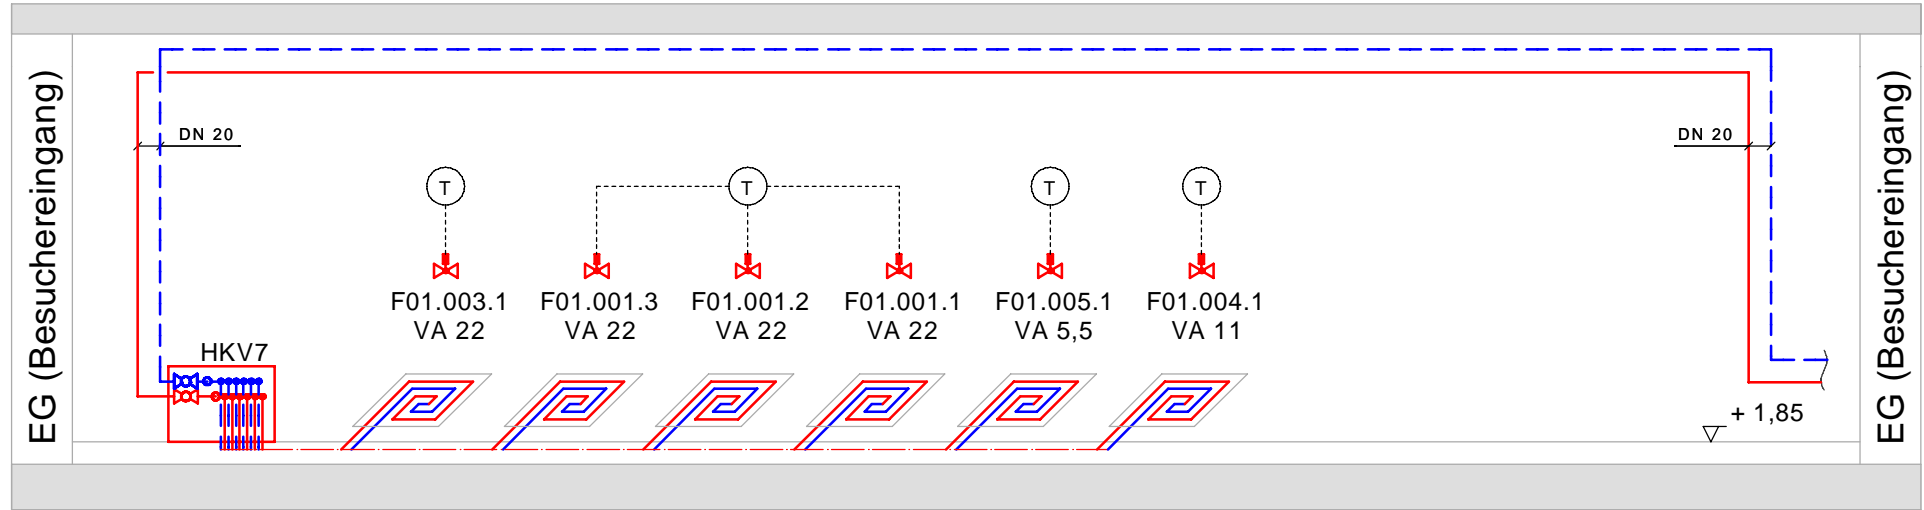 EG (Besuchereingang)
DN 20
DN 20
T
T
T
T
F01.003.1
VA 22
F01.001.3
VA 22
F01.001.2
VA 22
F01.001.1
VA 22
F01.005.1
VA 5,5
F01.004.1
VA 11
HKV7
+ 1,85
EG (Besuchereingang)